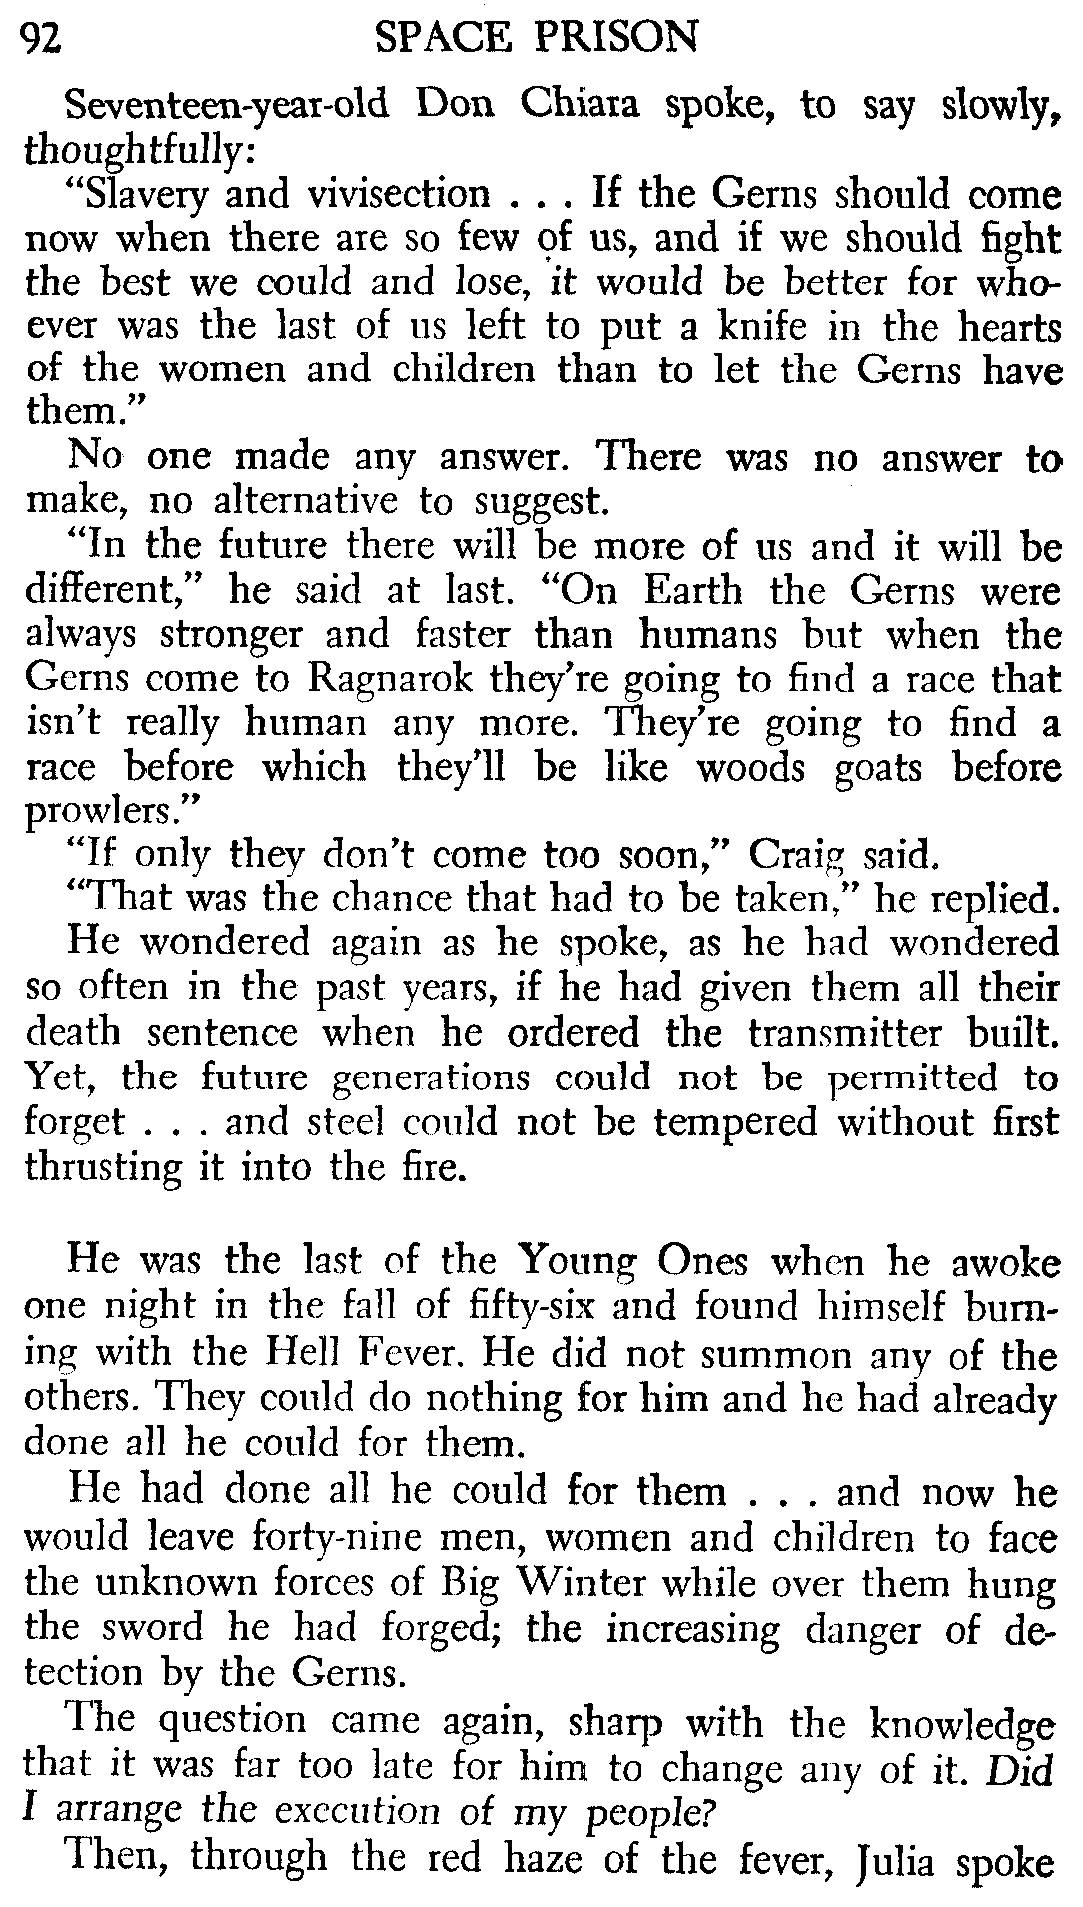 92 SPACE PRISON
Seventeen-year-old Don Chiara spoke, to say slowly,
thoughtfully:
“Slavery and vivisection . . . If the Gerns should come
now when there are so few of us, and if we should fight
the best we could and lose, it would be better for who-
ever was the last of us left to put a knife in the hearts
of the women and children than to let the Gerns have
them.”
No one made any answer. There was no answer to
make, no alternative to suggest.
“In the future there will be more of us and it will be
different,” he said at last. “On Earth the Gerns were
always stronger and faster than humans but when the
Gerns come to Ragnarok they’re going to find a race that
isn’t really human any more. They’re going to find a
race before which they’ll be like woods goats before
prowlers.”
“If only they don’t come too soon,” Craig said.
“That was the chance that had to be taken,” he replied.
He wondered again as he spoke, as he had wondered
so often in the past years, if he had given them all their
death sentence when he ordered the transmitter built.
Yet, the future generations could not be permitted to
forget . . . and steel could not be tempered without first
thrusting it into the fire.
He was the last of the Young Ones when he awoke
one night in the fall of fifty-six and found himself burn-
ing with the Hell Fever. He did not summon any of the
others. They could do nothing for him and he had already
done all he could for them.
He had done all he could for them . . . and now he
would leave forty-nine men, women and children to face
the unknown forces of Big Winter while over them hung
the sword he had forged; the increasing danger of de-
tection by the Gerns.
The question came again, sharp with the knowledge
that it was far too late for him to change any of it. Did
I arrange the execution of my people?
Then, through the red haze of the fever, Julia spoke